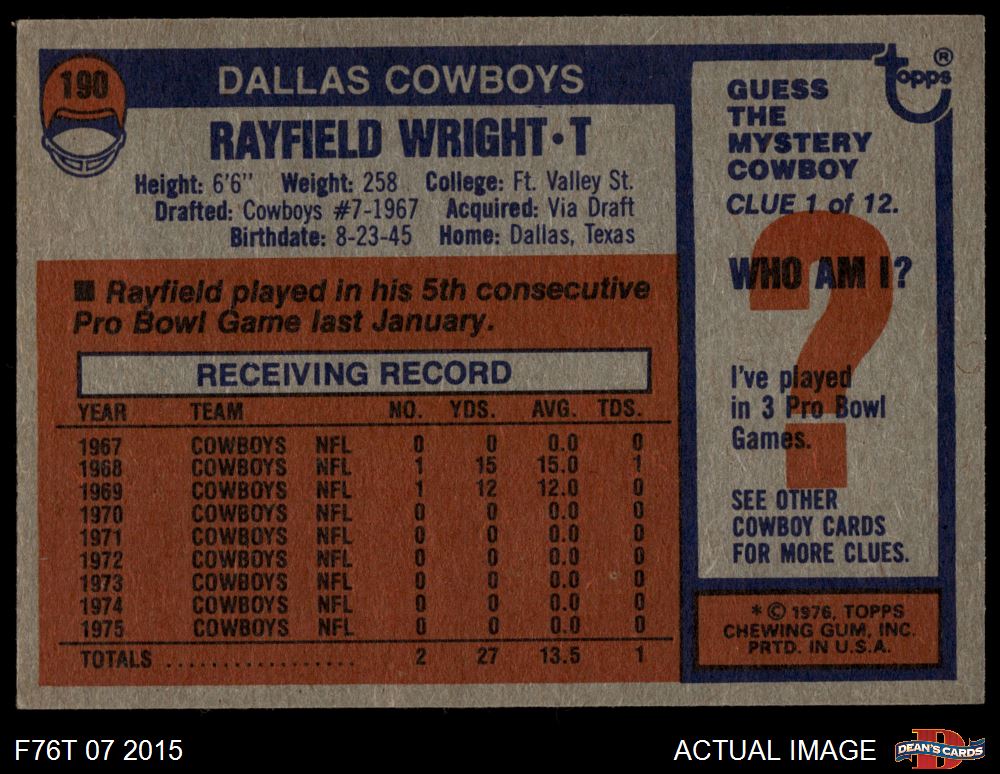 190
DALLAS COWBOYS
RAYFIELD WRIGHT • T
Height: 6'6" Weight: 258 College: Ft. Valley St.
Drafted: Cowboys #7-1967 Acquired: Via Draft
Birthdate: 8-23-45 Home: Dallas, Texas
■ Rayfield played in his 5th consecutive
Pro Bowl Game last January.
RECEIVING RECORD
YEAR TEAM NO. YDS. AVG. TDS.
1967 COWBOYS NFL 0 0 0.0 0
1968 COWBOYS NFL 1 15 15.0 1
1969 COWBOYS NFL 1 12 12.0 0
1970 COWBOYS NFL 0 0 0.0 0
1971 COWBOYS NFL 0 0 0.0 0
1972 COWBOYS NFL 0 0 0.0 0
1973 COWBOYS NFL 0 0 0.0 0
1974 COWBOYS NFL 0 0 0.0 0
1975 COWBOYS NFL 0 0 0.0 0
TOTALS .................. 2 27 13.5 1
topps ®
GUESS
THE
MYSTERY
COWBOY
CLUE 1 of 12.
WHO AM I?
?
I've played
in 3 Pro Bowl
Games.
SEE OTHER
COWBOY CARDS
FOR MORE CLUES.
* © 1976, TOPPS
CHEWING GUM, INC.
PRTD. IN U.S.A.
F76T 07 2015
ACTUAL IMAGE
D
DEAN'S CARDS